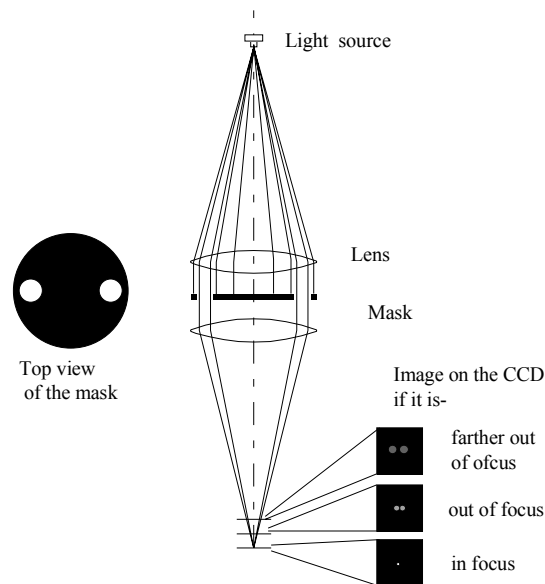 Light source
Lens
Mask
Top view
of the mask
Image on the CCD
if it is-
farther out
of ofcus
out of focus
in focus